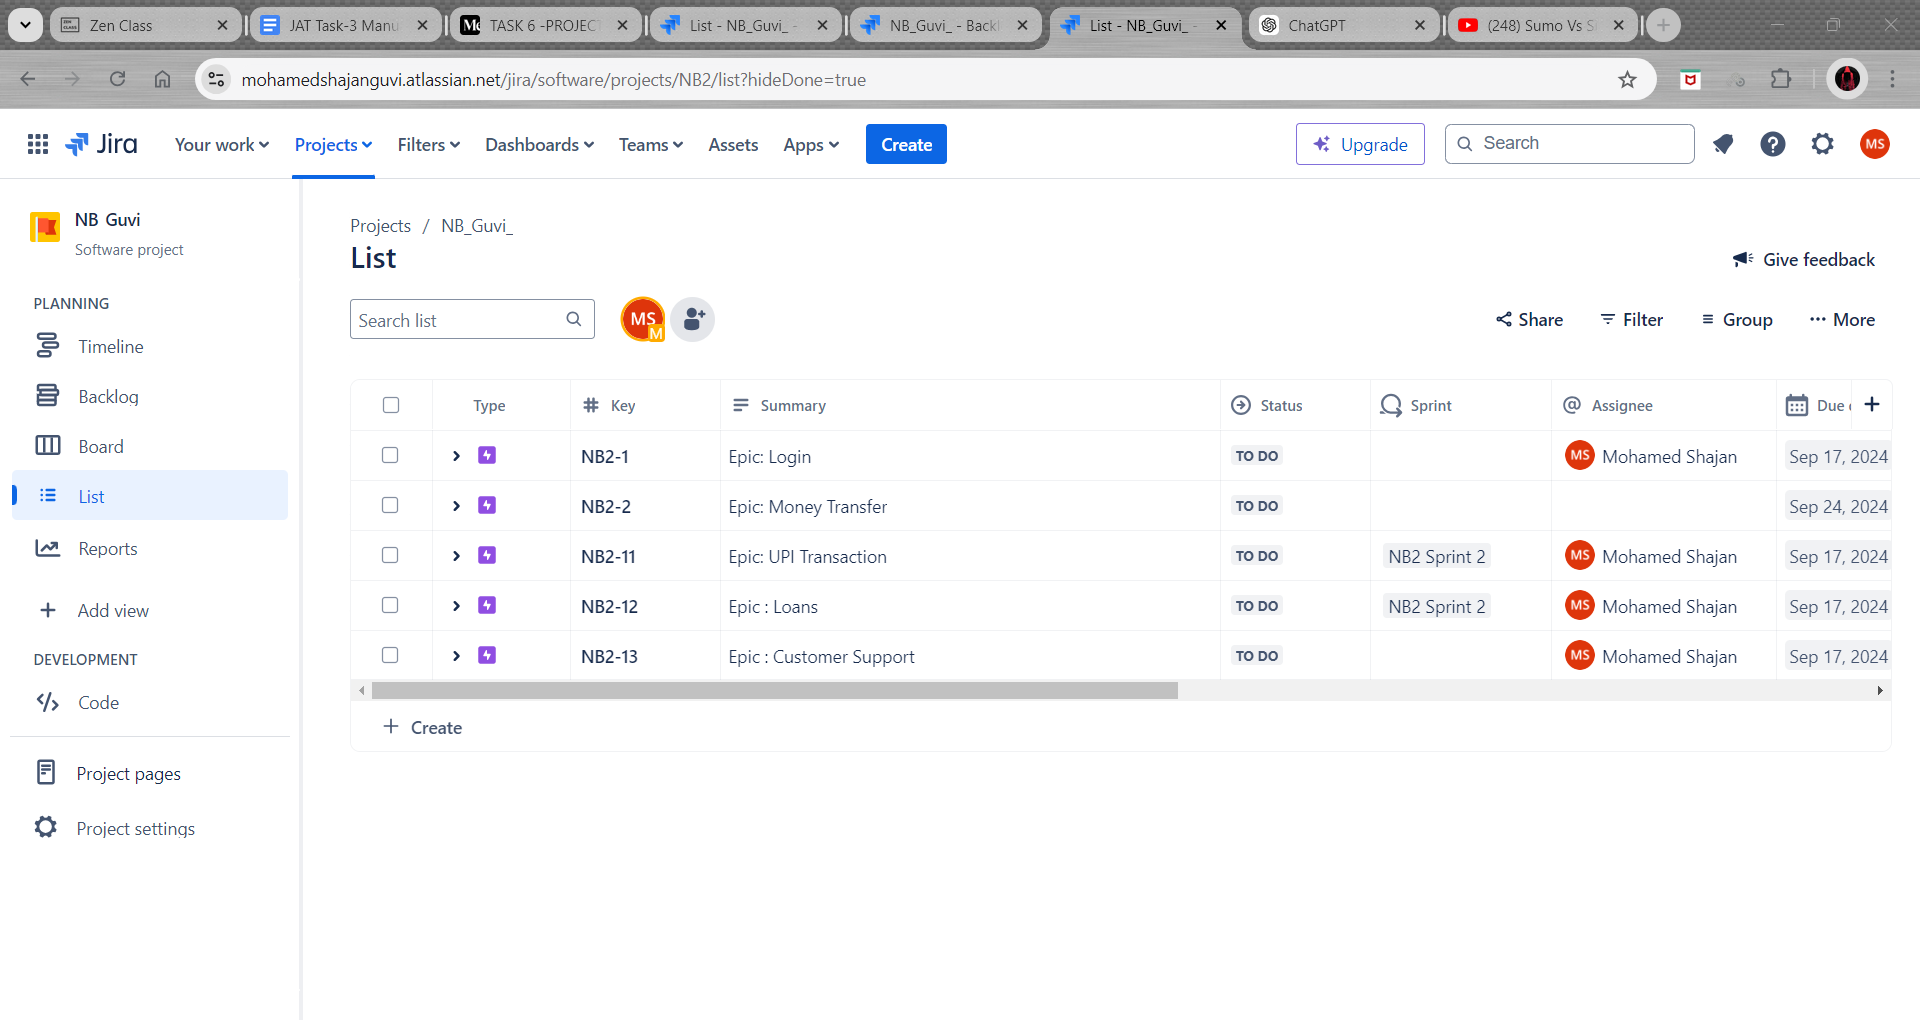 Zen Class
JAT Task-3 Manu
Me TASK 6 -PROJECT
List - NB_Guvi_ -
NB_Guvi_ - Backl
List - NB_Guvi_ -
ChatGPT
(248) Sumo Vs S
mohamedshajanguvi.atlassian.net/jira/software/projects/NB2/list?hideDone=true
Jira
Your work
Projects
Filters
Dashboards
Teams
Assets
Apps
Create
Upgrade
Search
MS
NB Guvi
Software project
PLANNING
Timeline
Backlog
Board
List
Reports
Add view
DEVELOPMENT
Code
Project pages
Project settings
Projects / NB_Guvi_
List
Give feedback
Search list
MS
M
Share
Filter
Group
More
Type Key Summary Status Sprint Assignee Due
NB2-1 Epic: Login TO DO MS Mohamed Shajan Sep 17, 2024
NB2-2 Epic: Money Transfer TO DO Sep 24, 2024
NB2-11 Epic: UPI Transaction TO DO NB2 Sprint 2 MS Mohamed Shajan Sep 17, 2024
NB2-12 Epic : Loans TO DO NB2 Sprint 2 MS Mohamed Shajan Sep 17, 2024
NB2-13 Epic : Customer Support TO DO MS Mohamed Shajan Sep 17, 2024
Create